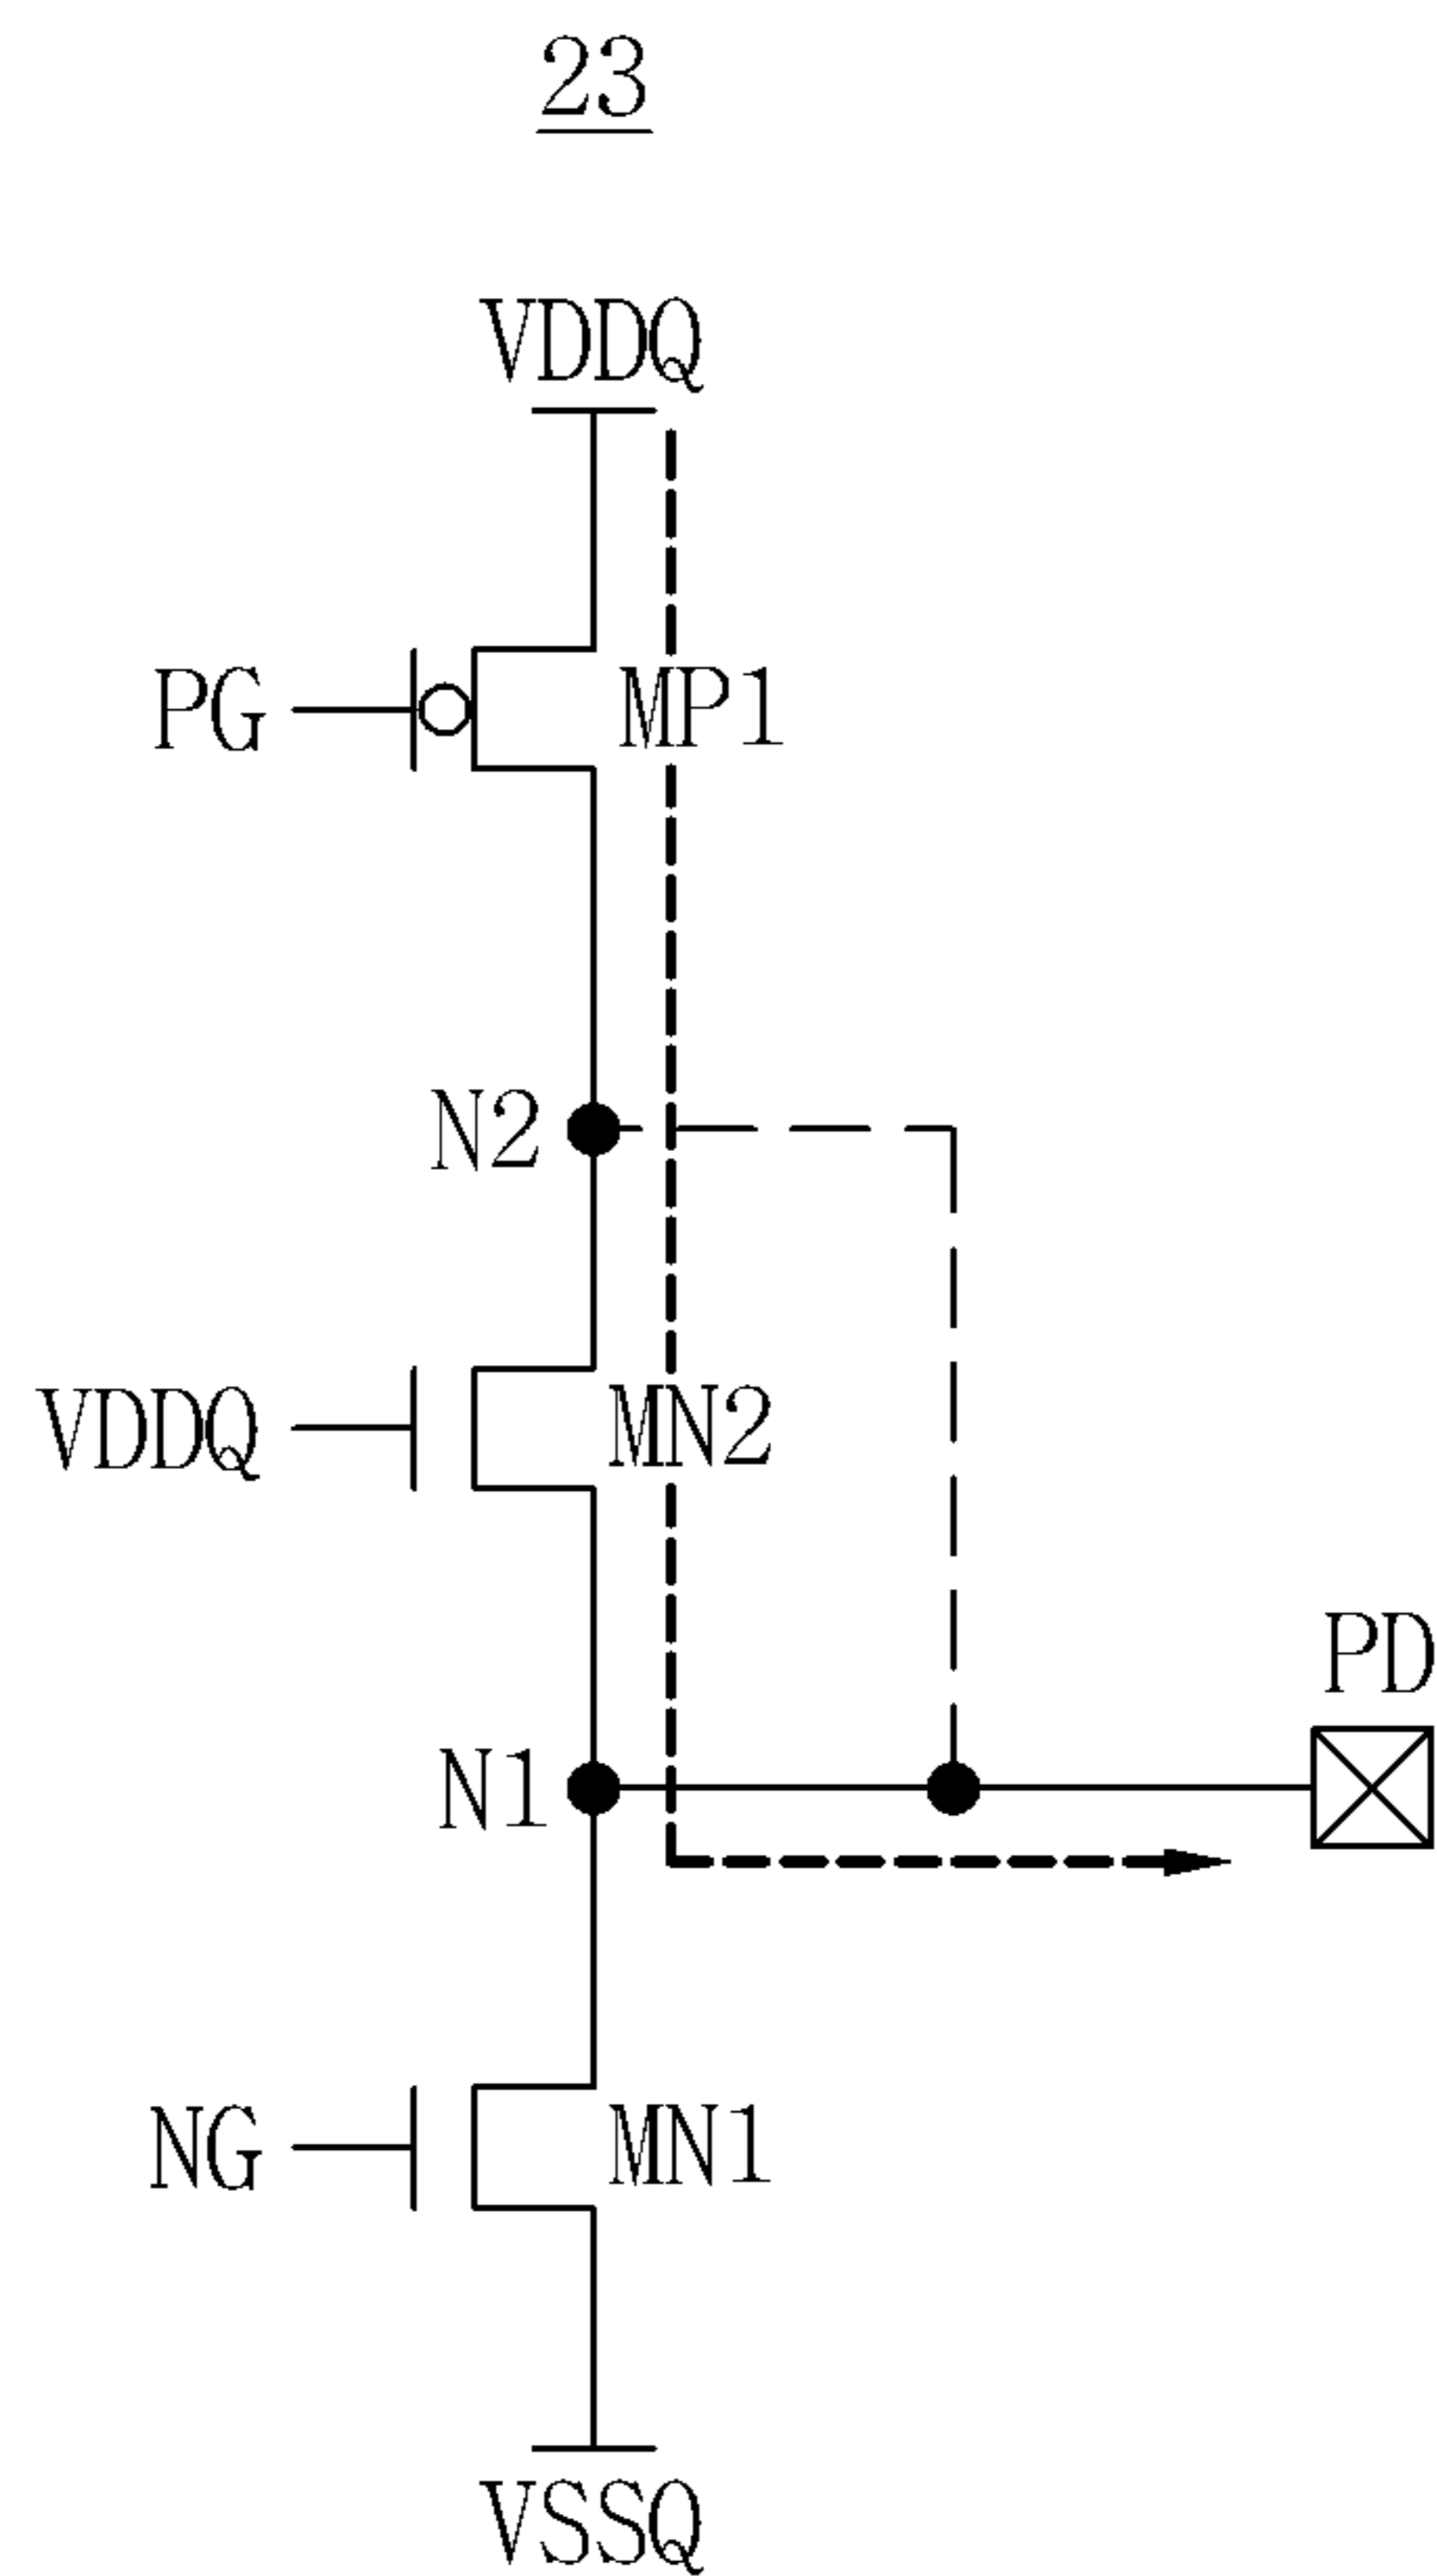 23
VDDQ
PG
MP1
N2
VDDQ
MN2
PD
N1
NG
MN1
VSSQ